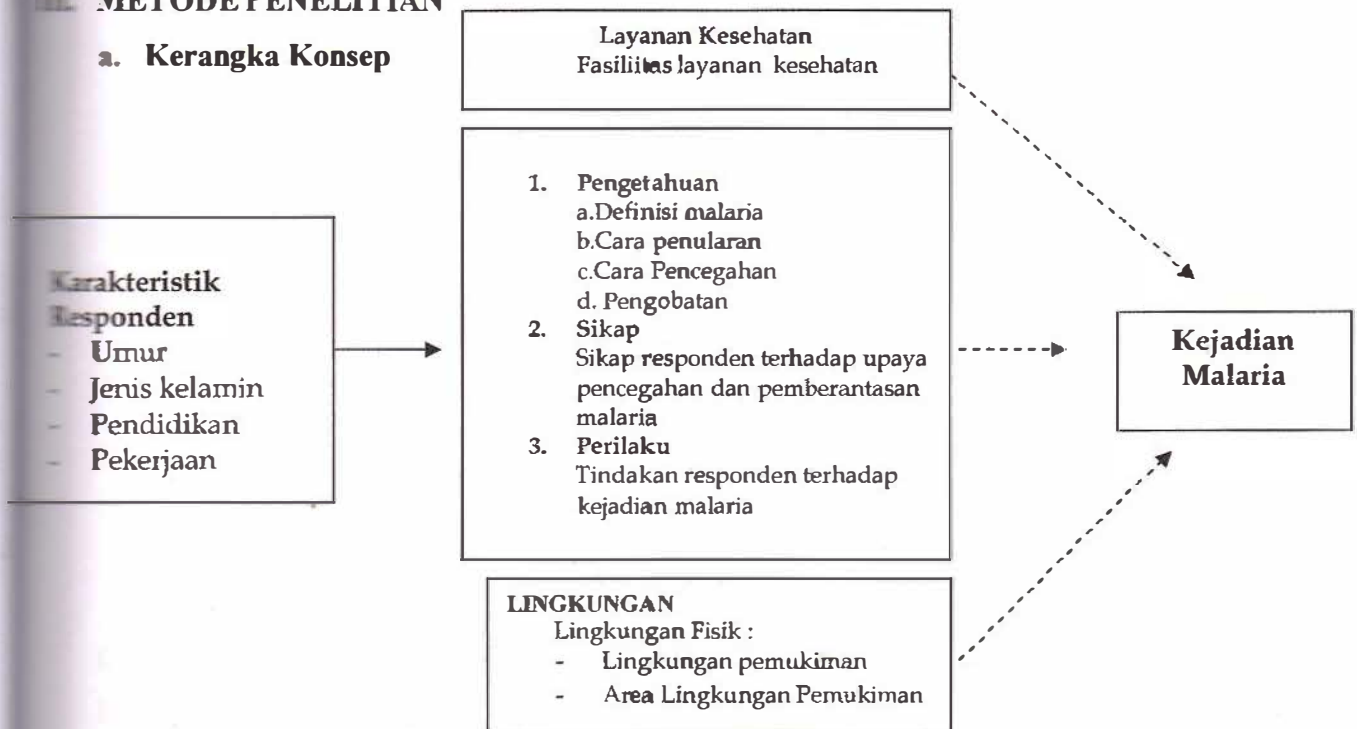 METODE PENELITIAN
a. Kerangka Konsep
Layanan Kesehatan
Fasiliitas layanan kesehatan
Karakteristik
Responden
- Umur
- Jenis kelamin
- Pendidikan
- Pekerjaan
1. Pengetahuan
a.Definisi malaria
b.Cara penularan
c.Cara Pencegahan
d. Pengobatan
2. Sikap
Sikap responden terhadap upaya
pencegahan dan pemberantasan
malaria
3. Perilaku
Tindakan responden terhadap
kejadian malaria
LINGKUNGAN
Lingkungan Fisik :
- Lingkungan pemukiman
- Area Lingkungan Pemukiman
Kejadian
Malaria